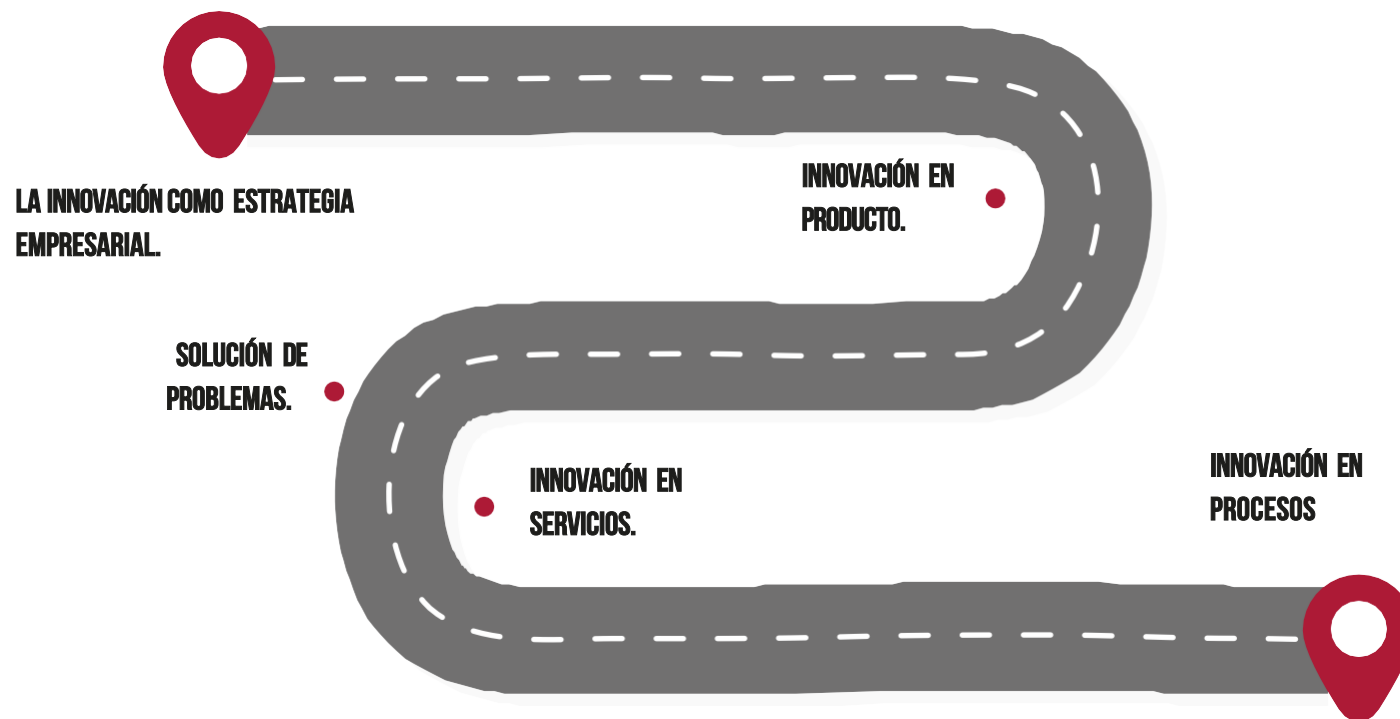 LA INNOVACIÓN COMO ESTRATEGIA
EMPRESARIAL.
INNOVACIÓN EN
PRODUCTO.
SOLUCIÓN DE
PROBLEMAS.
INNOVACIÓN EN
SERVICIOS.
INNOVACIÓN EN
PROCESOS